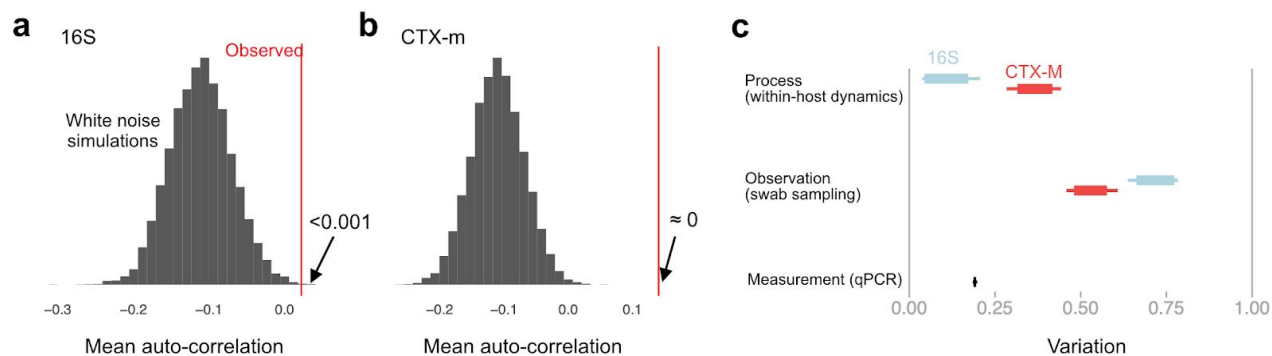 a
16S
Observed
White noise
simulations
<0.001
−0.3
−0.2
−0.1
0.0
Mean auto-correlation
b
CTX-m
≈ 0
−0.2
−0.1
0.0
0.1
Mean auto-correlation
c
16S
CTX-M
Process
(within-host dynamics)
Observation
(swab sampling)
Measurement (qPCR)
0.00
0.25
0.50
0.75
1.00
Variation